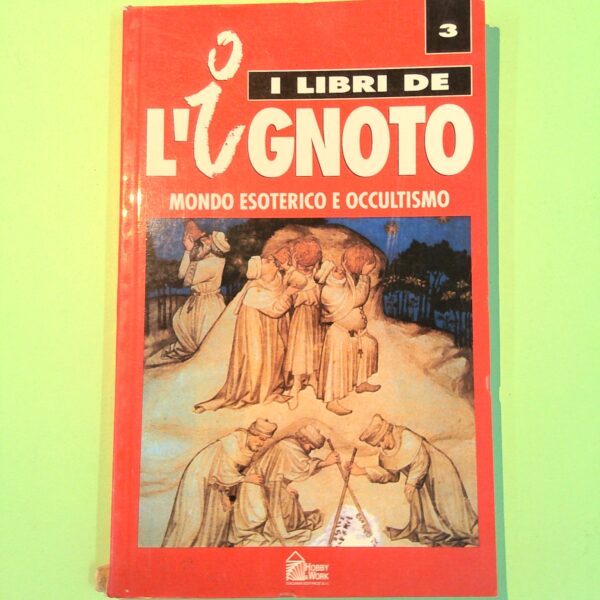 3
I LIBRI DE
L'iGNOTO
MONDO ESOTERICO E OCCULTISMO
HOBBY
& WORK